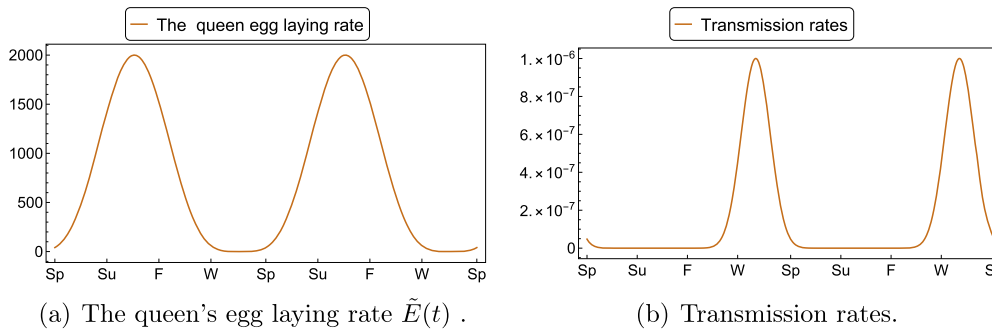 The queen egg laying rate
2000
1500
1000
500
0
Sp Su F W Sp Su F W Sp
(a) The queen's egg laying rate Ẽ(t) .
Transmission rates
1.×10⁻⁶
8.×10⁻⁷
6.×10⁻⁷
4.×10⁻⁷
2.×10⁻⁷
0
Sp Su F W Sp Su F W S
(b) Transmission rates.